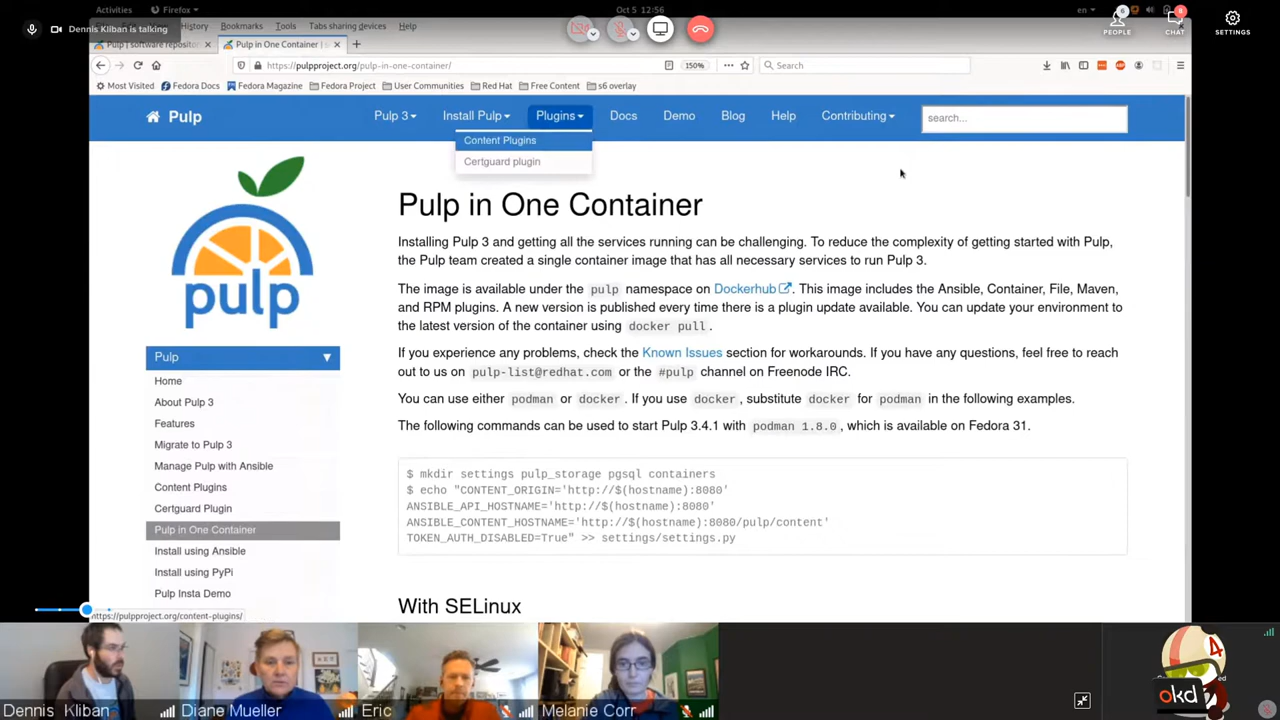 Activities
Firefox
Oct 5 12:56
en
Dennis Kliban is talking
History
Bookmarks
Tools
Tabs sharing devices
Help
6
PEOPLE
8
CHAT
SETTINGS
Pulp | software reposito
Pulp in One Container |
https://pulpproject.org/pulp-in-one-container/
150%
Search
Most Visited
Fedora Docs
Fedora Magazine
Fedora Project
User Communities
Red Hat
Free Content
s6 overlay
Pulp
Pulp 3
Install Pulp
Plugins
Docs
Demo
Blog
Help
Contributing
search...
Content Plugins
Certguard plugin
pulp
Pulp in One Container
Installing Pulp 3 and getting all the services running can be challenging. To reduce the complexity of getting started with Pulp,
the Pulp team created a single container image that has all necessary services to run Pulp 3.
The image is available under the pulp namespace on Dockerhub. This image includes the Ansible, Container, File, Maven,
and RPM plugins. A new version is published every time there is a plugin update available. You can update your environment to
the latest version of the container using docker pull.
If you experience any problems, check the Known Issues section for workarounds. If you have any questions, feel free to reach
out to us on pulp-list@redhat.com or the #pulp channel on Freenode IRC.
You can use either podman or docker. If you use docker, substitute docker for podman in the following examples.
The following commands can be used to start Pulp 3.4.1 with podman 1.8.0, which is available on Fedora 31.
$ mkdir settings pulp_storage pgsql containers
$ echo "CONTENT_ORIGIN='http://$(hostname):8080'
ANSIBLE_API_HOSTNAME='http://$(hostname):8080'
ANSIBLE_CONTENT_HOSTNAME='http://$(hostname):8080/pulp/content'
TOKEN_AUTH_DISABLED=True" >> settings/settings.py
With SELinux
Pulp
Home
About Pulp 3
Features
Migrate to Pulp 3
Manage Pulp with Ansible
Content Plugins
Certguard Plugin
Pulp in One Container
Install using Ansible
Install using PyPi
Pulp Insta Demo
https://pulpproject.org/content-plugins/
Dennis Kliban
Diane Mueller
Eric
Melanie Corr
4
okd